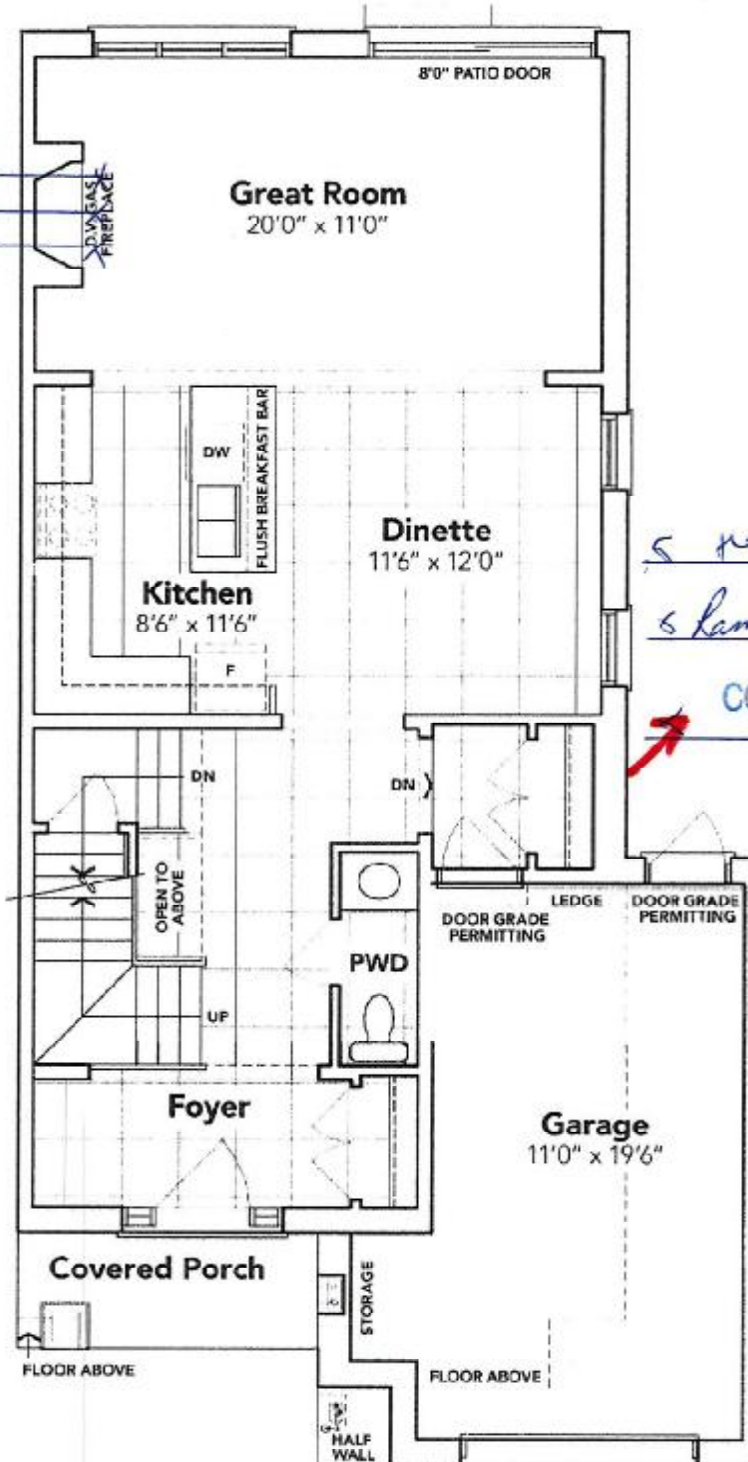 8'0" PATIO DOOR
D.V. GAS
FIREPLACE
Great Room
20'0" x 11'0"
DW
FLUSH BREAKFAST BAR
Dinette
11'6" x 12'0"
Kitchen
8'6" x 11'6"
F
DN
DN
OPEN TO
ABOVE
DOOR GRADE
PERMITTING
LEDGE
DOOR GRADE
PERMITTING
PWD
UP
Foyer
Garage
11'0" x 19'6"
Covered Porch
STORAGE
FLOOR ABOVE
FLOOR ABOVE
HALF
WALL